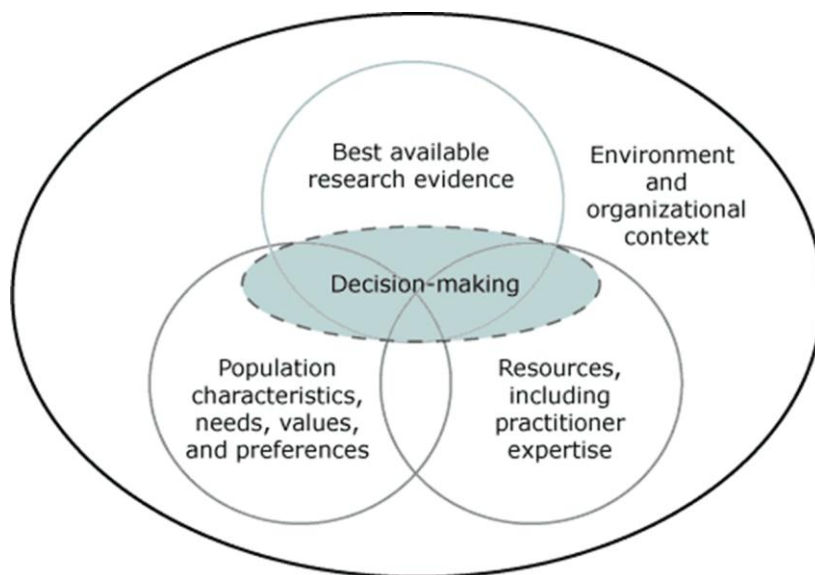 Best available
research evidence
Environment
and
organizational
context
Decision-making
Population
characteristics,
needs, values,
and preferences
Resources,
including
practitioner
expertise